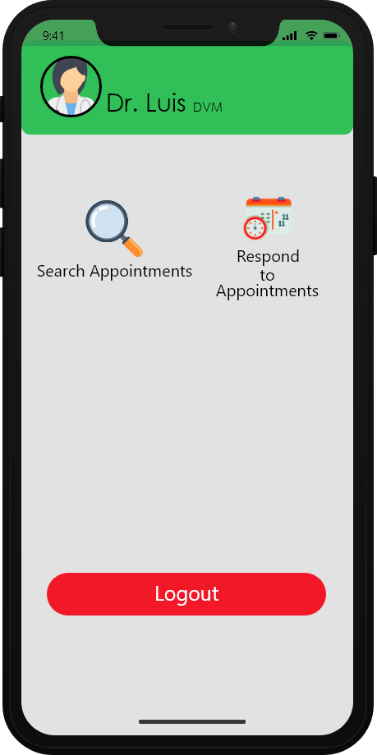 9:41
Dr. Luis DVM
Search Appointments
Respond
to
Appointments
Logout